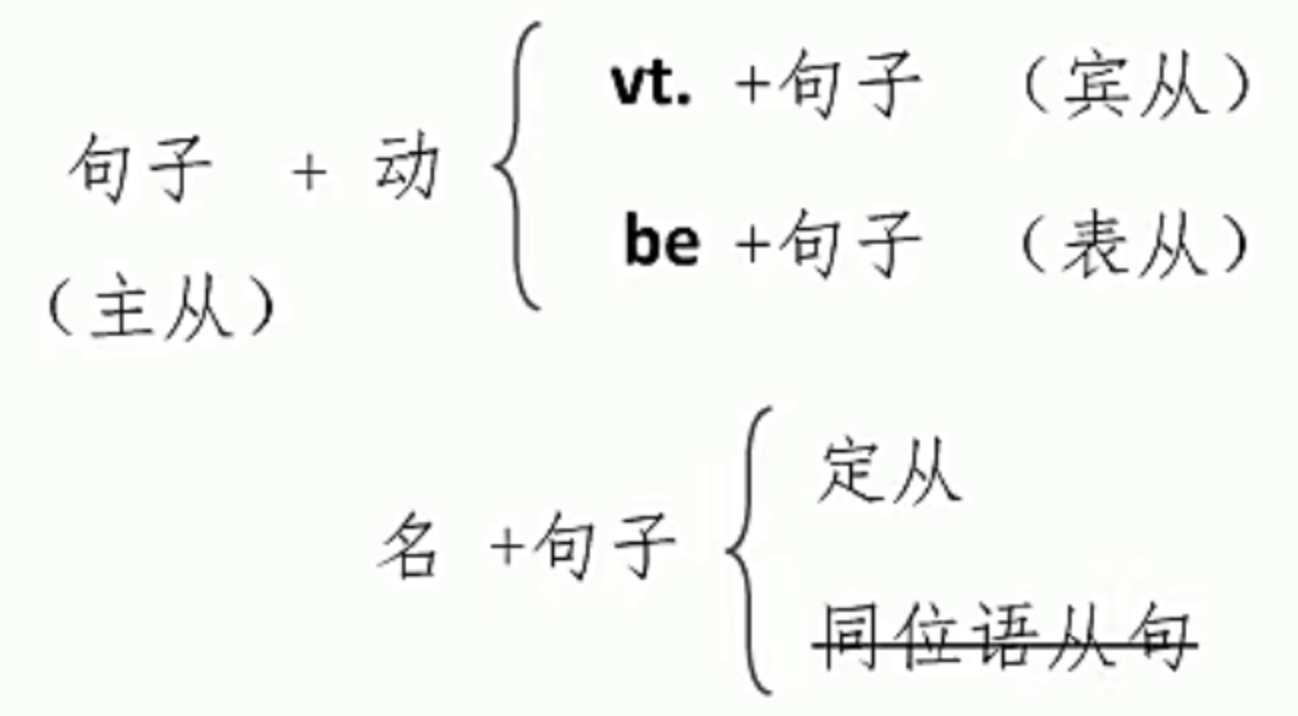 vt. +句子 （宾从）
句子 + 动
be +句子 （表从）
（主从）
定从
名 +句子
同位语从句